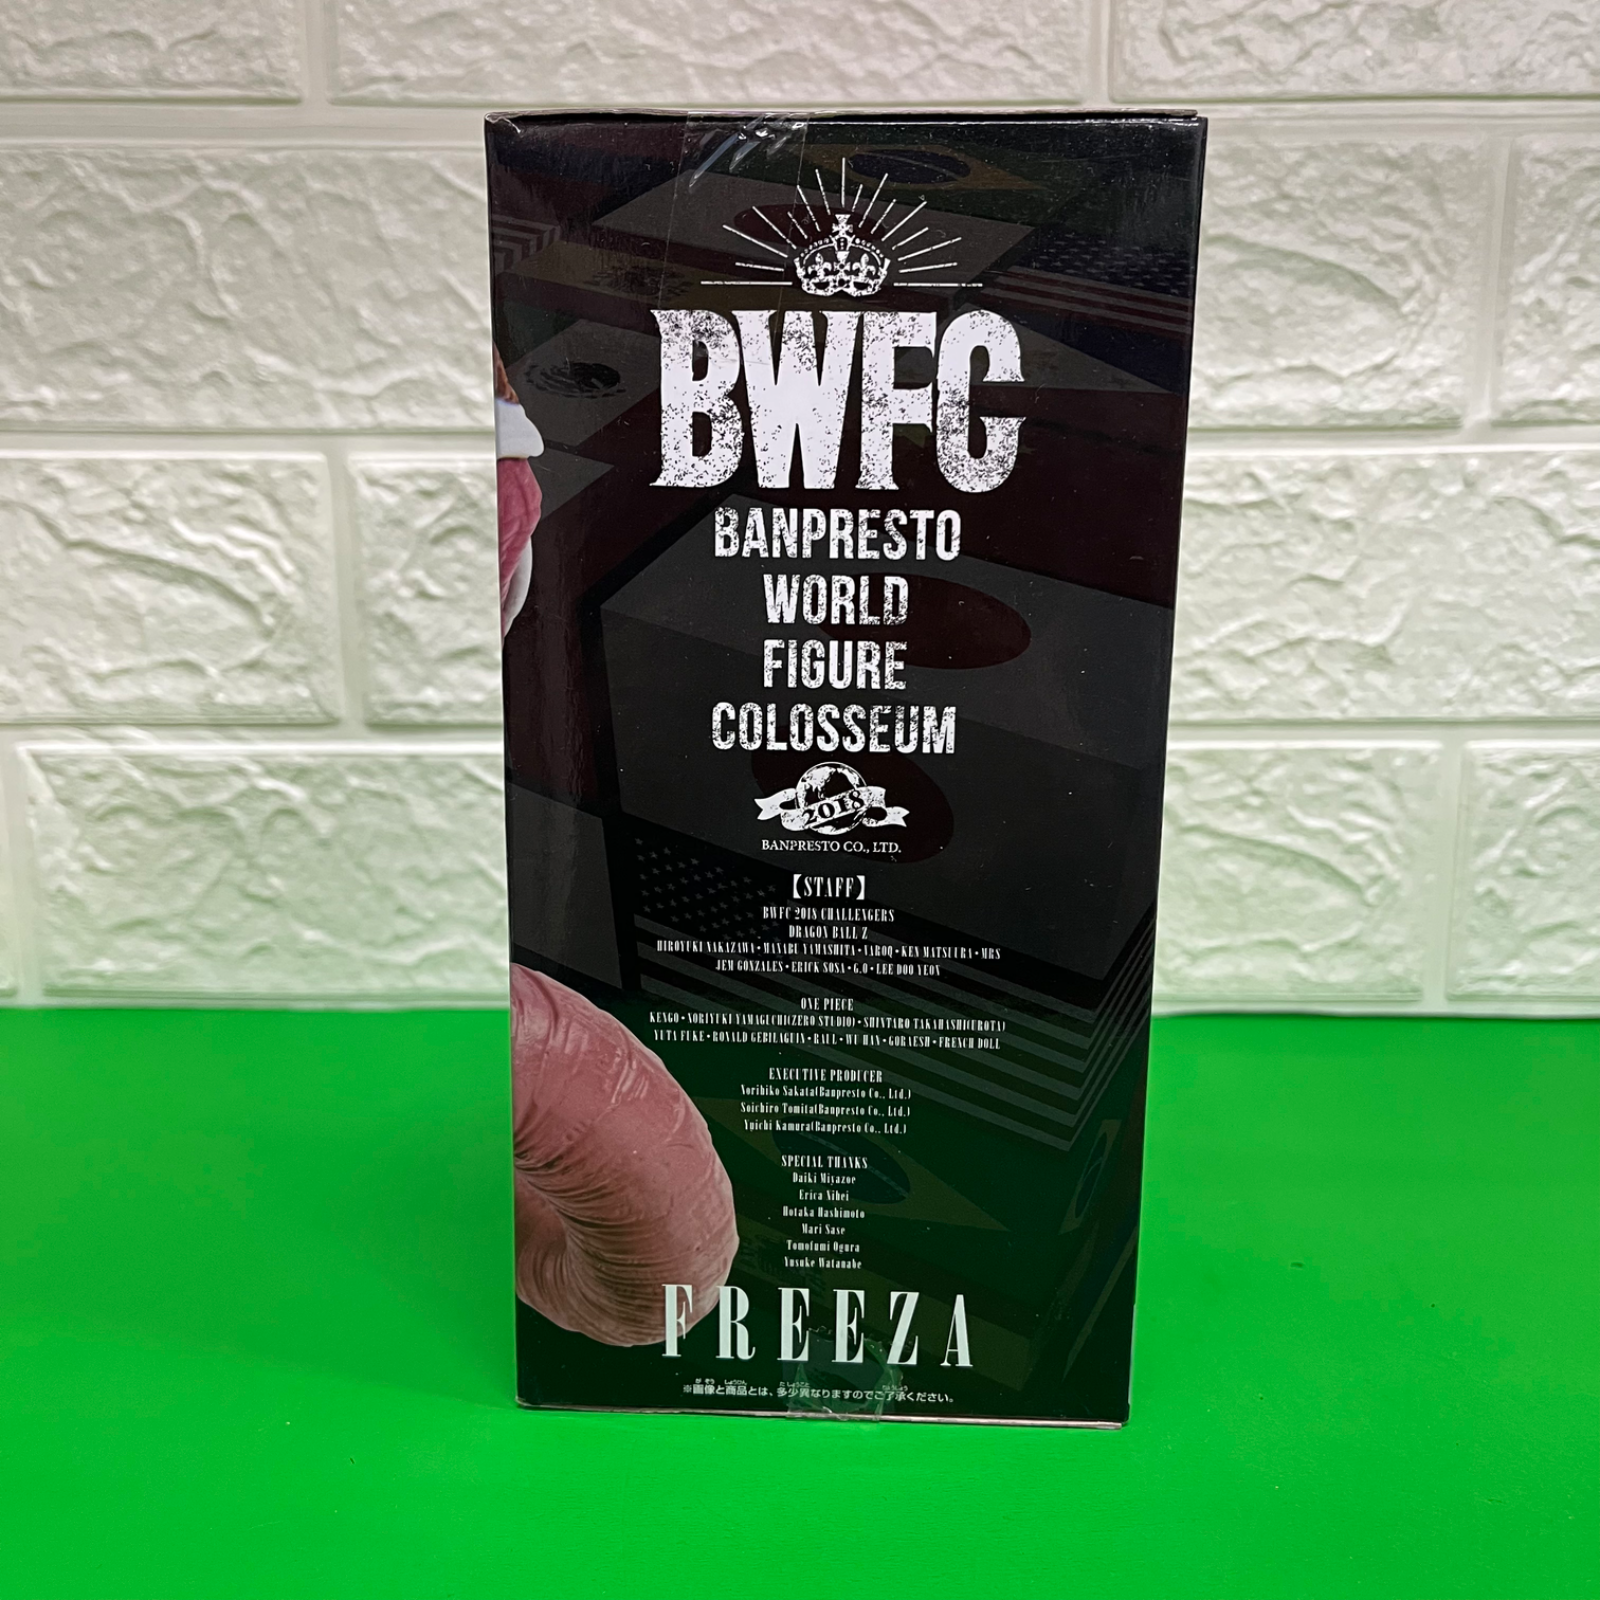 BWFC
BANPRESTO
WORLD
FIGURE
COLOSSEUM
2018
BANPRESTO CO., LTD.
【STAFF】
BWFC 2018 CHALLENGERS
DRAGON BALL Z
HIROYUKI NAKAZAWA・MANABU YAMASHITA・VAROQ・KEN MATSUURA・MRS
JEM GONZALES・ERICK SOSA・G.O・LEE DOO YEON
ONE PIECE
KENGO・NORIYUKI YAMAGUCHI(ZERO STUDIO)・SHINTARO TAKAHASHI(UROTA)
YUTA FUKE・RONALD GEBILAGUIN・RAUL・WU HAN・GORAESH・FRENCH DOLL
EXECUTIVE PRODUCER
Norihiko Sakata(Banpresto Co., Ltd.)
Soichiro Tomita(Banpresto Co., Ltd.)
Yuichi Kamura(Banpresto Co., Ltd.)
SPECIAL THANKS
Daiki Miyazoe
Erica Nihei
Hotaka Hashimoto
Mari Sase
Tomofumi Ogura
Yusuke Watanabe
FREEZA
※画像と商品とは、多少異なりますのでご了承ください。